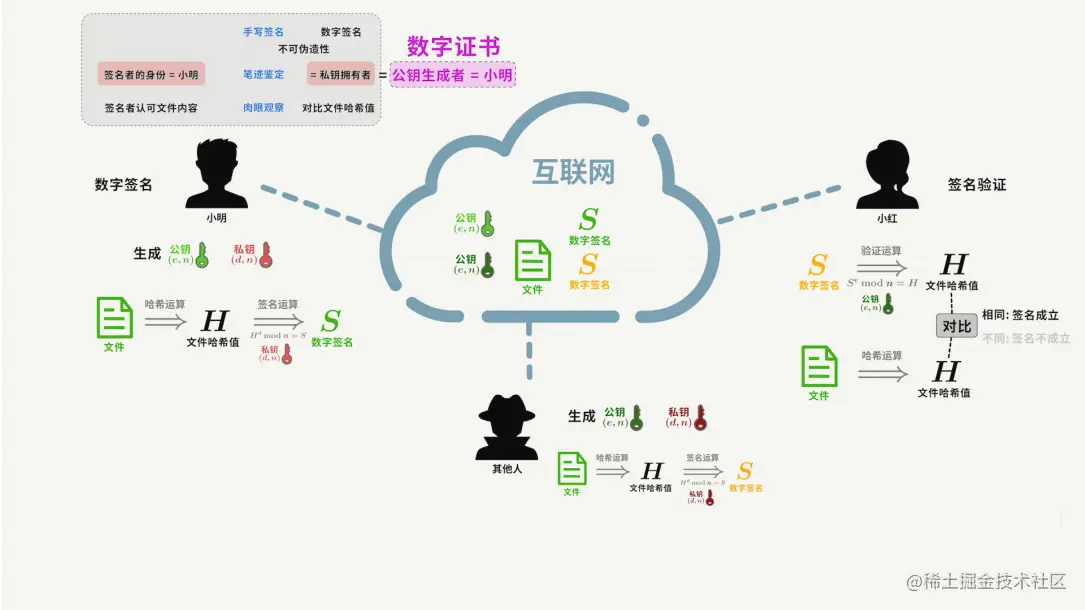 手写签名 数字签名
不可伪造性
签名者的身份 = 小明 笔迹鉴定 = 私钥拥有者
签名者认可文件内容 肉眼观察 对比文件哈希值
数字证书
= 公钥生成者 = 小明
数字签名
小明
生成 公钥 (e,n) 私钥 (d,n)
文件
哈希运算
H
文件哈希值
签名运算
H^d mod n = S
私钥
(d,n)
S
数字签名
互联网
公钥
(e,n)
S
数字签名
公钥
(e,n)
文件
S
数字签名
其他人
生成 公钥 (e,n) 私钥 (d,n)
文件
哈希运算
H
文件哈希值
签名运算
H^d mod n = S
私钥
(d,n)
S
数字签名
签名验证
小红
S
数字签名
验证运算
S^e mod n = H
公钥
(e,n)
H
文件哈希值
对比
相同: 签名成立
不同: 签名不成立
文件
哈希运算
H
文件哈希值
@稀土掘金技术社区